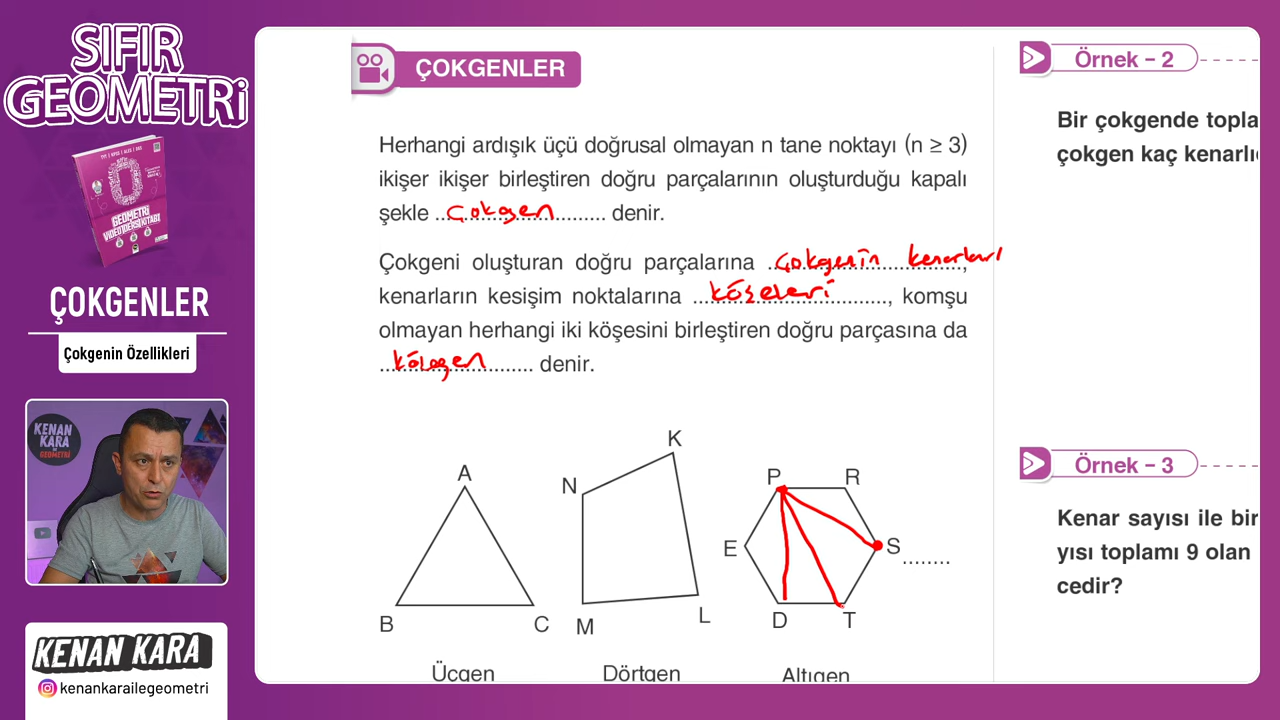 SIFIR
GEOMETRİ
GEOMETRİ
VİDEO DERS KİTABI
ÇOKGENLER
Çokgenin Özellikleri
KENAN
KARA
GEOMETRİ
KENAN KARA
kenankarailegeometri
ÇOKGENLER
Herhangi ardışık üçü doğrusal olmayan n tane noktayı (n ≥ 3)
ikişer ikişer birleştiren doğru parçalarının oluşturduğu kapalı
şekle ...çokgen... denir.
Çokgeni oluşturan doğru parçalarına ...çokgenin kenarları...,
kenarların kesişim noktalarına ...köşeleri..., komşu
olmayan herhangi iki köşesini birleştiren doğru parçasına da
...köşegen... denir.
A
B
C
Üçgen
K
N
M
L
Dörtgen
P
R
E
S
D
T
........
Altıgen
Örnek – 2
Bir çokgende topla
çokgen kaç kenarlı
Örnek – 3
Kenar sayısı ile bir
yısı toplamı 9 olan
cedir?